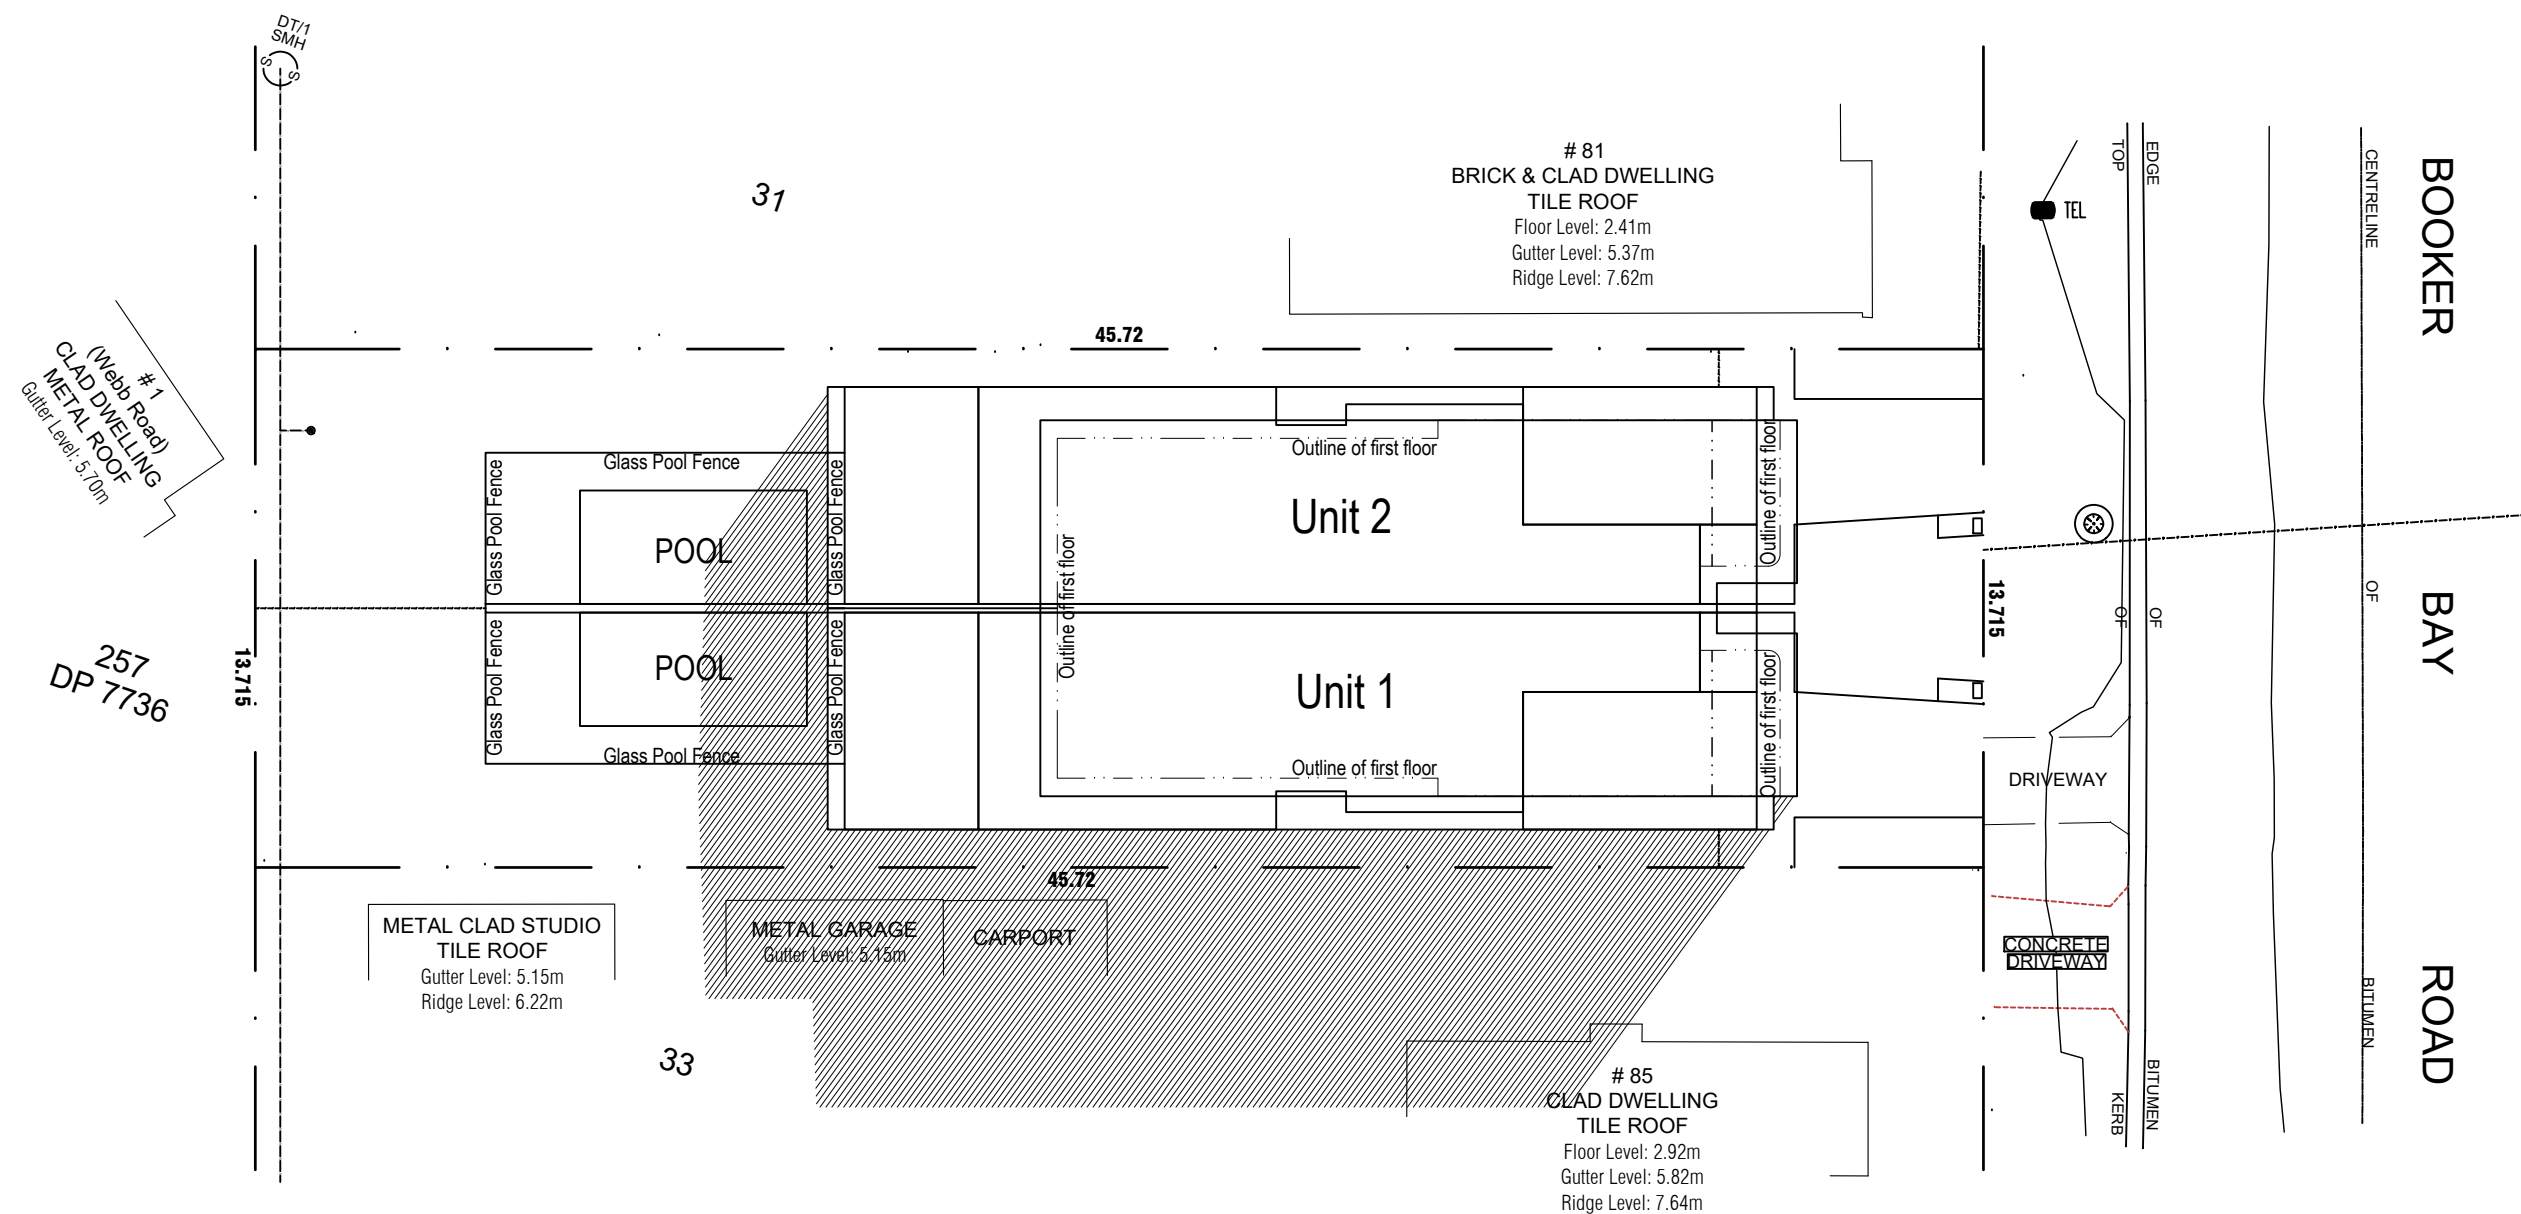 DT/1
SMH
S
S
31
# 81
BRICK & CLAD DWELLING
TILE ROOF
Floor Level: 2.41m
Gutter Level: 5.37m
Ridge Level: 7.62m
TOP
OF
KERB
EDGE
OF
BITUMEN
CENTRELINE
OF
BITUMEN
BOOKER
BAY
ROAD
TEL
45.72
# 1
(Webb Road)
CLAD DWELLING
METAL ROOF
Gutter Level: 5.70m
Glass Pool Fence
Glass Pool Fence
Glass Pool Fence
POOL
Outline of first floor
Unit 2
Outline of first floor
Outline of first floor
13.715
13.715
257
DP 7736
Glass Pool Fence
Glass Pool Fence
POOL
Glass Pool Fence
Unit 1
Outline of first floor
Outline of first floor
DRIVEWAY
45.72
METAL CLAD STUDIO
TILE ROOF
Gutter Level: 5.15m
Ridge Level: 6.22m
METAL GARAGE
Gutter Level: 5.15m
CARPORT
CONCRETE
DRIVEWAY
33
# 85
CLAD DWELLING
TILE ROOF
Floor Level: 2.92m
Gutter Level: 5.82m
Ridge Level: 7.64m